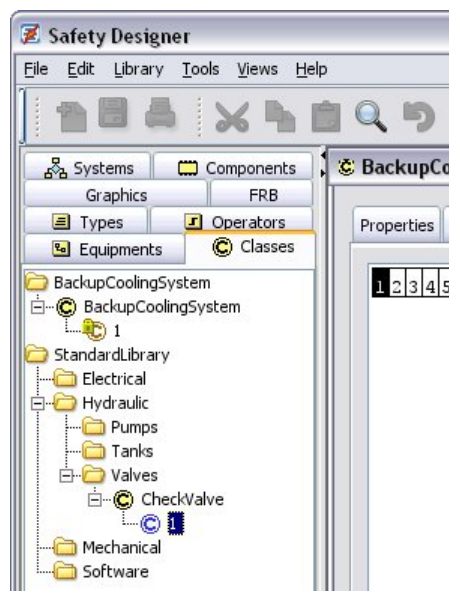 Safety Designer
File Edit Library Tools Views Help
Systems Components
Graphics FRB
Types Operators
Equipments Classes
BackupCoolingSystem
BackupCoolingSystem
1
StandardLibrary
Electrical
Hydraulic
Pumps
Tanks
Valves
CheckValve
1
Mechanical
Software
BackupCo
Properties
1 2 3 4 5